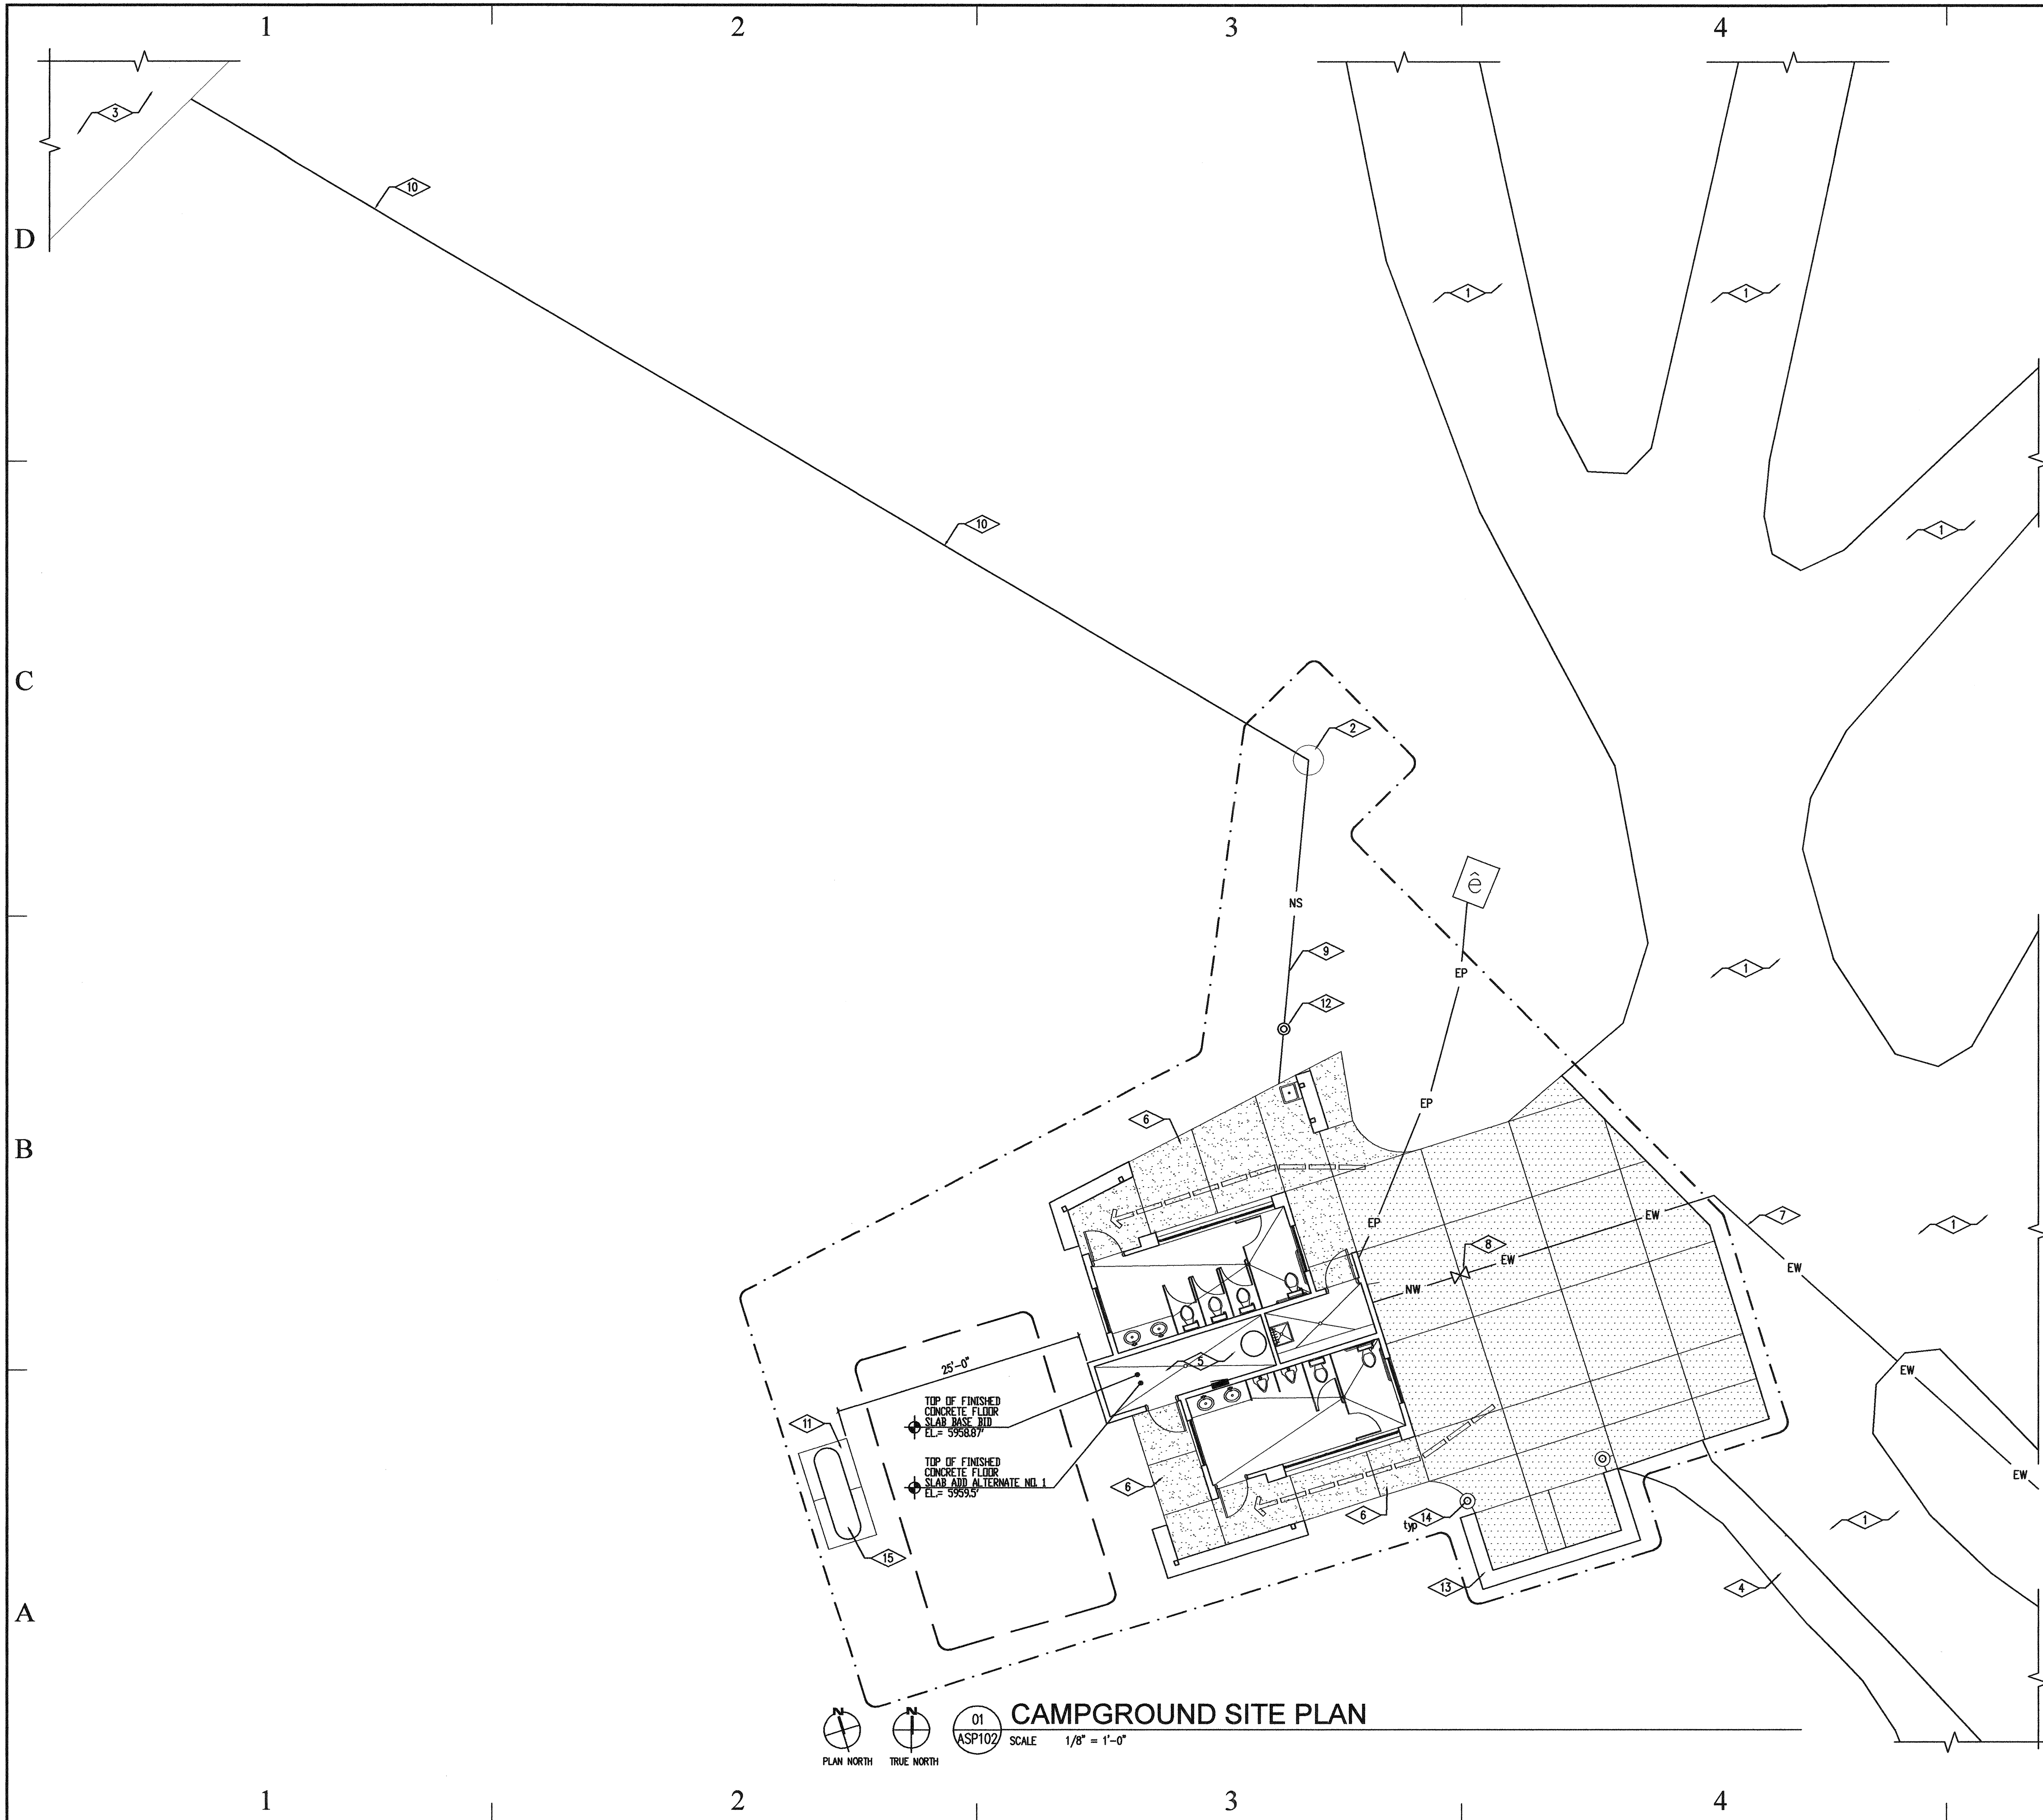 1 2 3 4
3
10
D
1 1
10
1
C
2
ê
NS
9
EP
1
12
6
EP
B
7
EW
EP
1
8
EW
EW
NW
5
25'-0"
EW
TOP OF FINISHED
CONCRETE FLOOR
SLAB BASE BID
EL.= 5958.87'
11
TOP OF FINISHED
CONCRETE FLOOR
SLAB ADD ALTERNATE NO. 1
EL.= 5959.5'
EW
6
6
typ 14
1
15
13
4
A
N N
PLAN NORTH TRUE NORTH
01
ASP102
CAMPGROUND SITE PLAN
SCALE 1/8" = 1'-0"
1 2 3 4